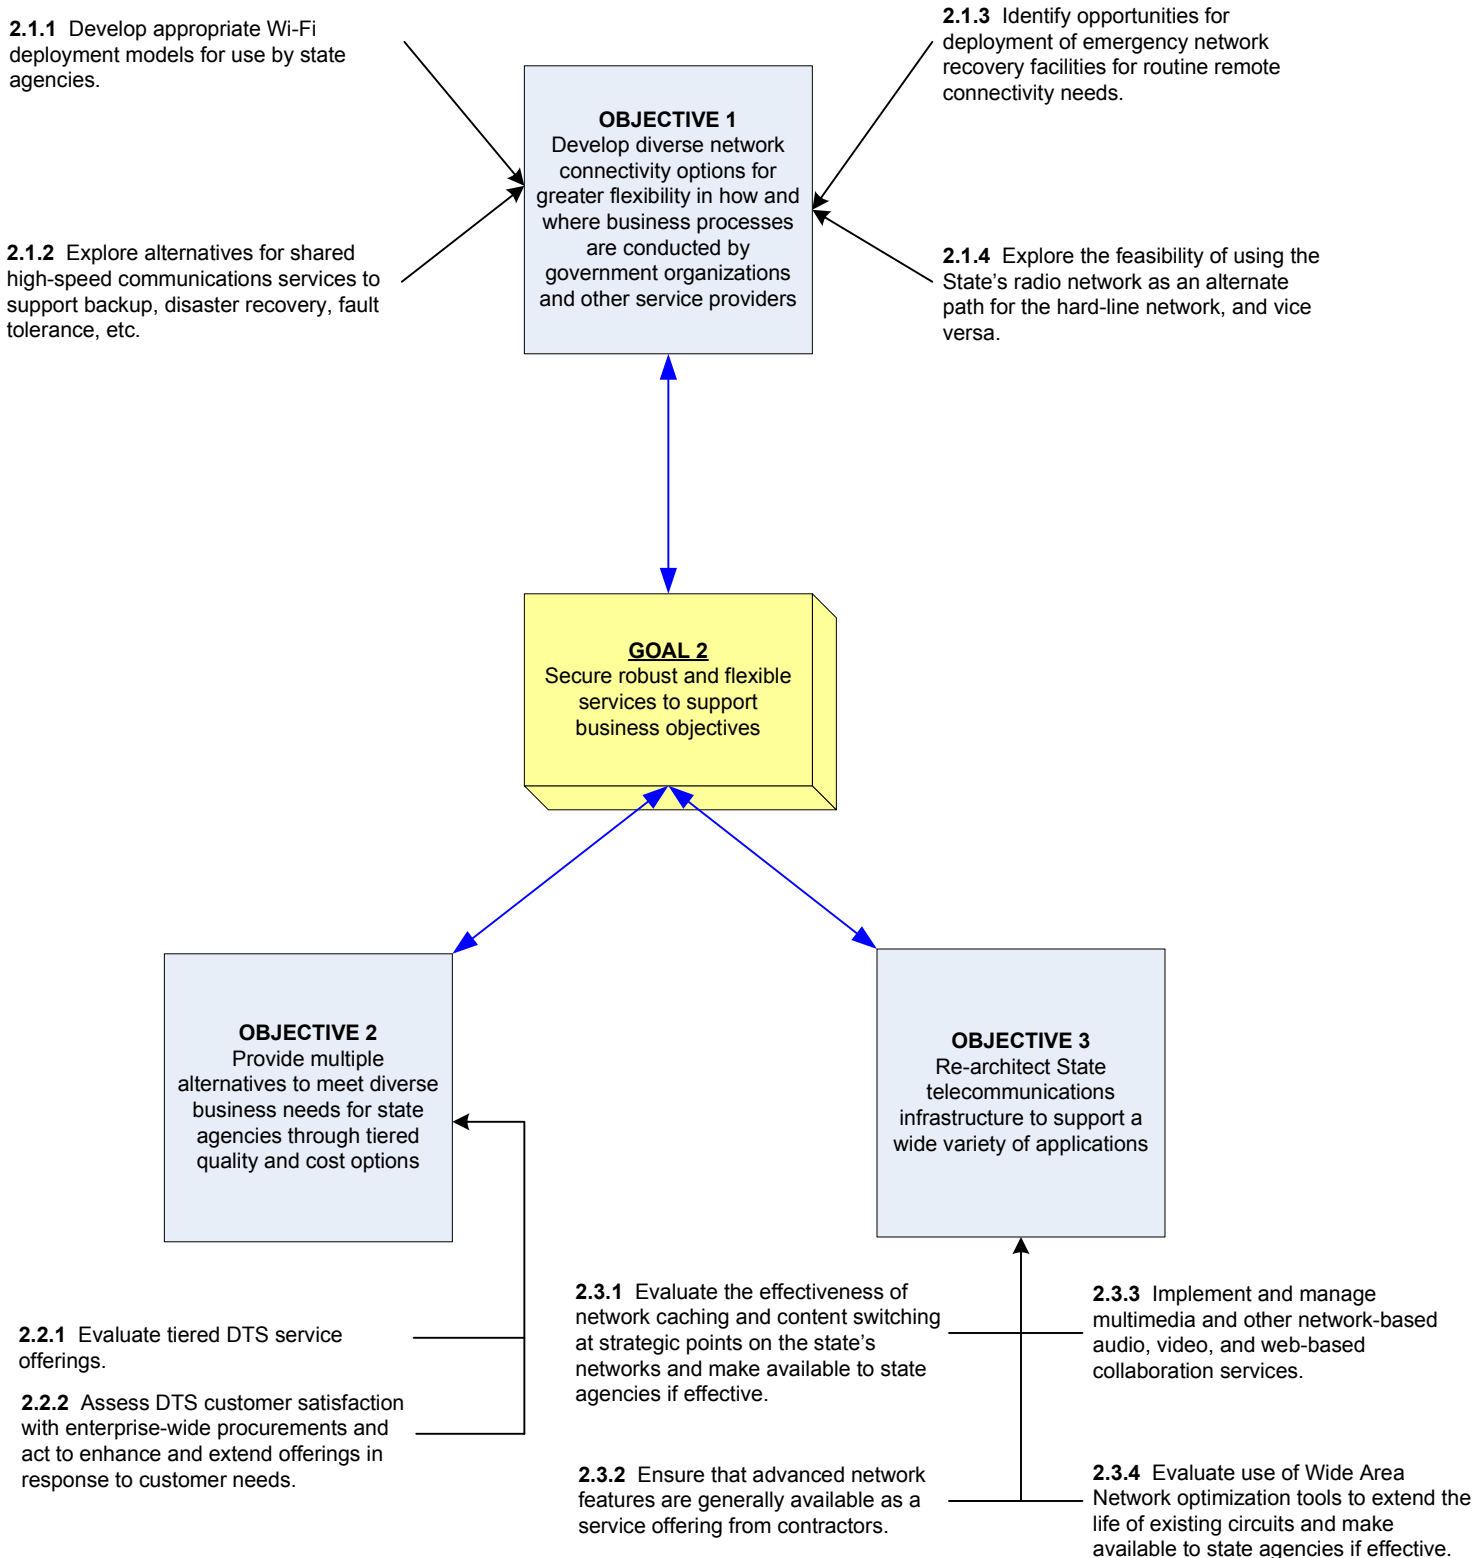 2.1.1 Develop appropriate Wi-Fi
deployment models for use by state
agencies.
2.1.3 Identify opportunities for
deployment of emergency network
recovery facilities for routine remote
connectivity needs.
OBJECTIVE 1
Develop diverse network
connectivity options for
greater flexibility in how and
where business processes
are conducted by
government organizations
and other service providers
2.1.2 Explore alternatives for shared
high-speed communications services to
support backup, disaster recovery, fault
tolerance, etc.
2.1.4 Explore the feasibility of using the
State’s radio network as an alternate
path for the hard-line network, and vice
versa.
GOAL 2
Secure robust and flexible
services to support
business objectives
OBJECTIVE 2
Provide multiple
alternatives to meet diverse
business needs for state
agencies through tiered
quality and cost options
OBJECTIVE 3
Re-architect State
telecommunications
infrastructure to support a
wide variety of applications
2.2.1 Evaluate tiered DTS service
offerings.
2.2.2 Assess DTS customer satisfaction
with enterprise-wide procurements and
act to enhance and extend offerings in
response to customer needs.
2.3.1 Evaluate the effectiveness of
network caching and content switching
at strategic points on the state’s
networks and make available to state
agencies if effective.
2.3.2 Ensure that advanced network
features are generally available as a
service offering from contractors.
2.3.3 Implement and manage
multimedia and other network-based
audio, video, and web-based
collaboration services.
2.3.4 Evaluate use of Wide Area
Network optimization tools to extend the
life of existing circuits and make
available to state agencies if effective.